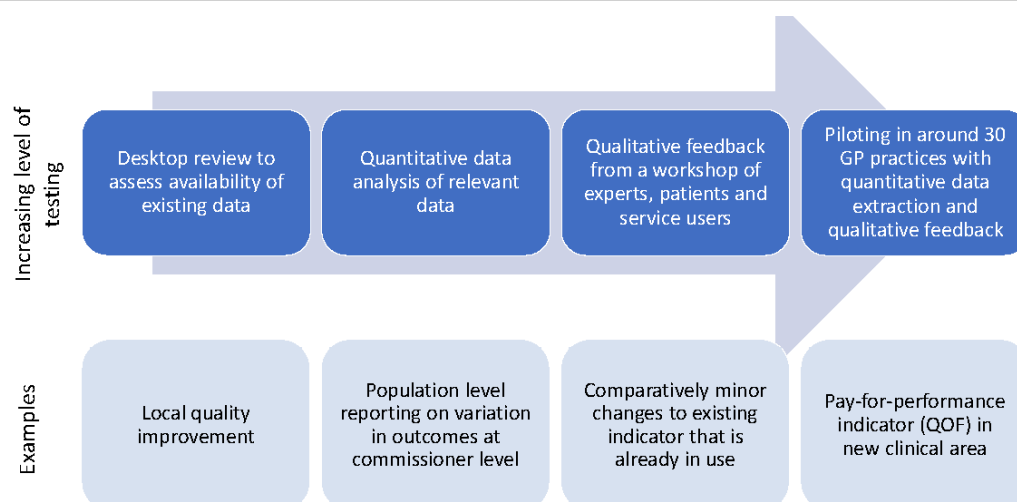 Increasing level of
testing
Desktop review to
assess availability of
existing data
Quantitative data
analysis of relevant
data
Qualitative feedback
from a workshop of
experts, patients and
service users
Piloting in around 30
GP practices with
quantitative data
extraction and
qualitative feedback
Examples
Local quality
improvement
Population level
reporting on variation
in outcomes at
commissioner level
Comparatively minor
changes to existing
indicator that is
already in use
Pay-for-performance
indicator (QOF) in
new clinical area